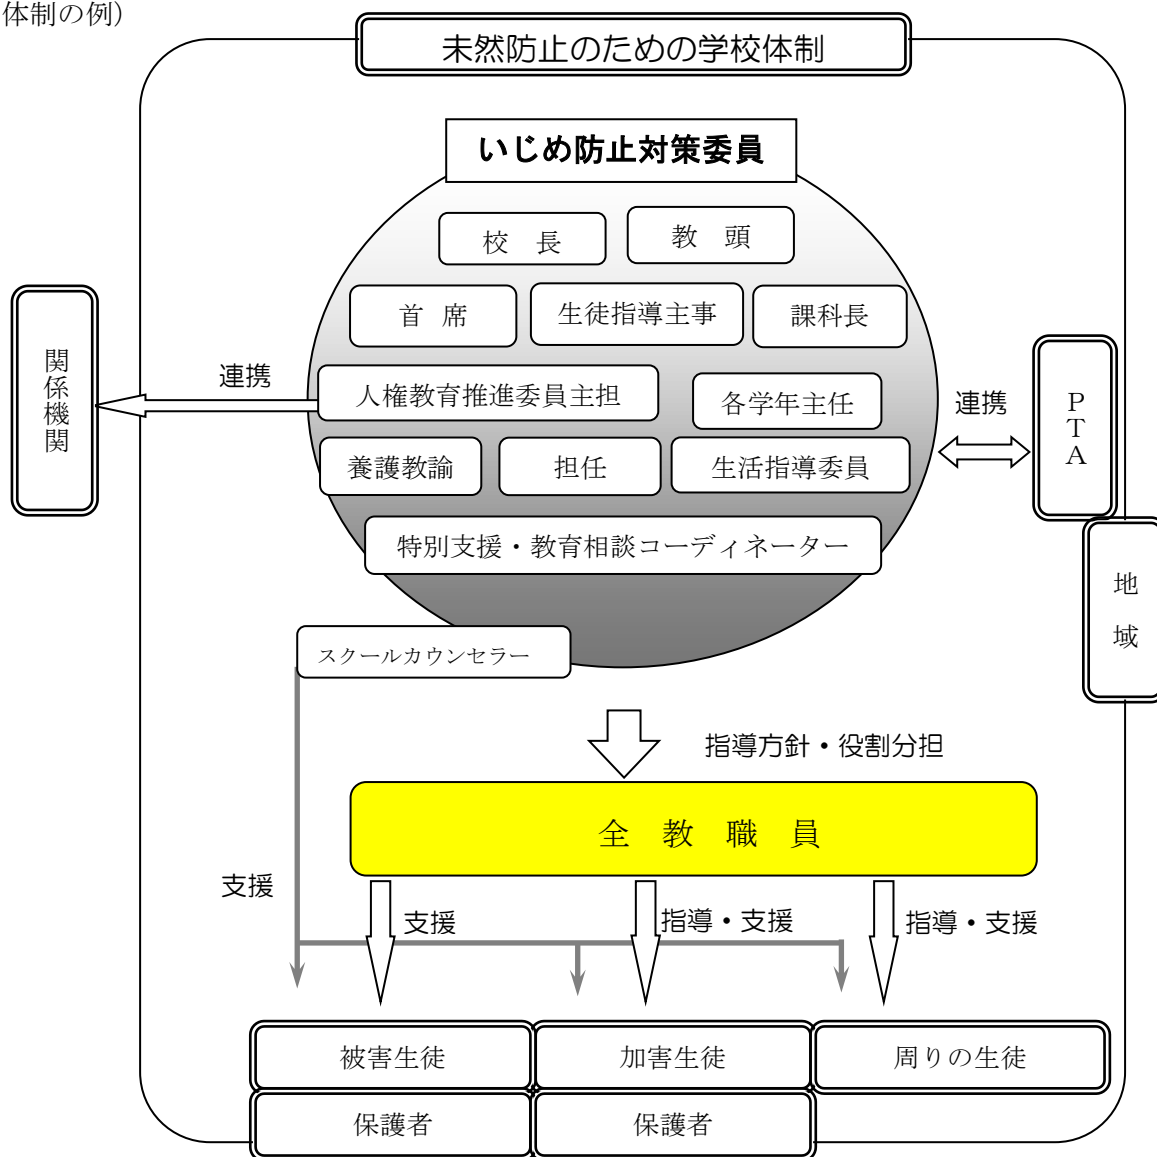 体制の例）
未然防止のための学校体制
いじめ防止対策委員
校　長
教　頭
首　席
生徒指導主事
課科長
人権教育推進委員主担
各学年主任
養護教諭
担任
生活指導委員
特別支援・教育相談コーディネーター
スクールカウンセラー
関係機関
連携
連携
ＰＴＡ
地域
指導方針・役割分担
全　教　職　員
支援
支援
指導・支援
指導・支援
被害生徒
加害生徒
周りの生徒
保護者
保護者